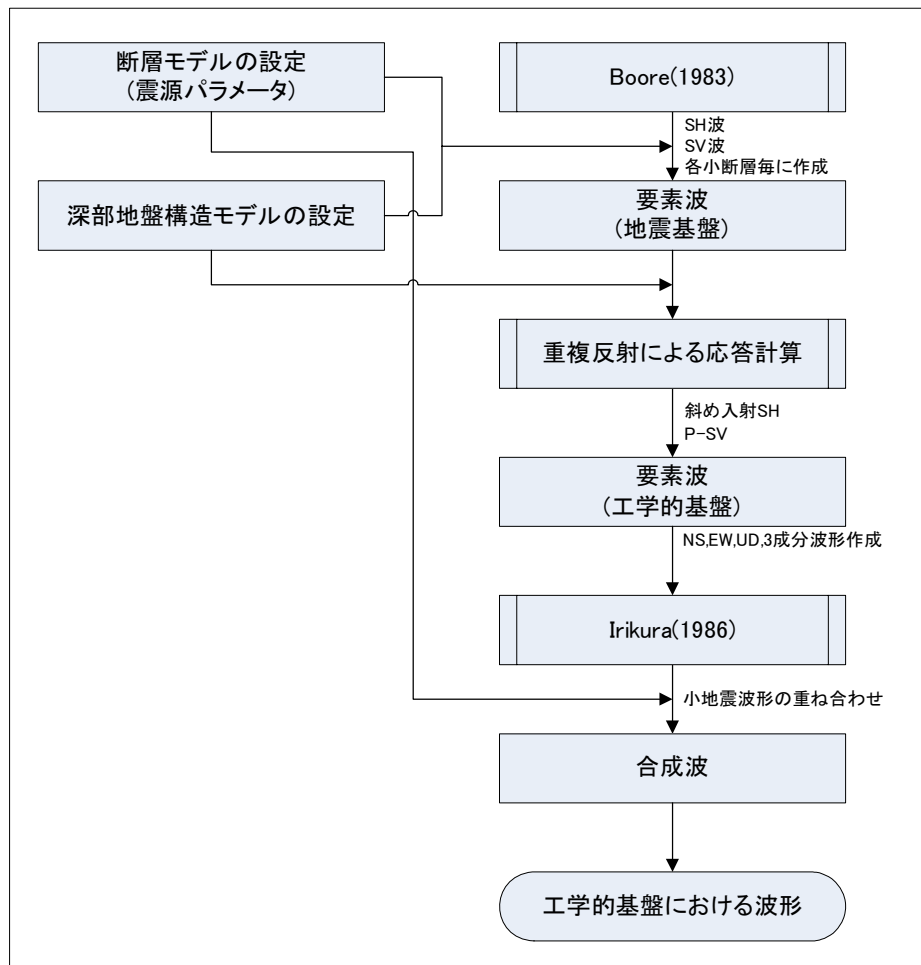 断層モデルの設定
(震源パラメータ)
Boore(1983)
SH波
SV波
各小断層毎に作成
深部地盤構造モデルの設定
要素波
(地震基盤)
重複反射による応答計算
斜め入射SH
P-SV
要素波
(工学的基盤)
NS,EW,UD,3成分波形作成
Irikura(1986)
小地震波形の重ね合わせ
合成波
工学的基盤における波形